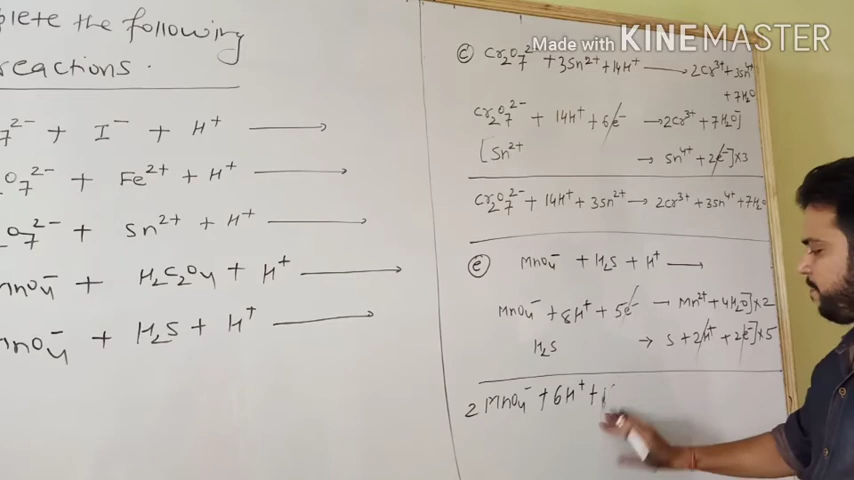 plete the following
reactions.
7²⁻ + I⁻ + H⁺ ⟶
O₇²⁻ + Fe²⁺ + H⁺ ⟶
O₇²⁻ + Sn²⁺ + H⁺ ⟶
MnO₄⁻ + H₂C₂O₄ + H⁺ ⟶
MnO₄⁻ + H₂S + H⁺ ⟶
Made with KINEMASTER
(c) Cr₂O₇²⁻ + 3Sn²⁺ + 14H⁺ ⟶ 2Cr³⁺ + 3Sn⁴⁺
+ 7H₂O
Cr₂O₇²⁻ + 14H⁺ + 6e⁻ → 2Cr³⁺ + 7H₂O]
[Sn²⁺ → Sn⁴⁺ + 2e⁻] × 3
Cr₂O₇²⁻ + 14H⁺ + 3Sn²⁺ → 2Cr³⁺ + 3Sn⁴⁺ + 7H₂O
(e) MnO₄⁻ + H₂S + H⁺ ⟶
MnO₄⁻ + 8H⁺ + 5e⁻ → Mn²⁺ + 4H₂O] × 2
H₂S → S + 2H⁺ + 2e⁻] × 5
2MnO₄⁻ + 6H⁺ +